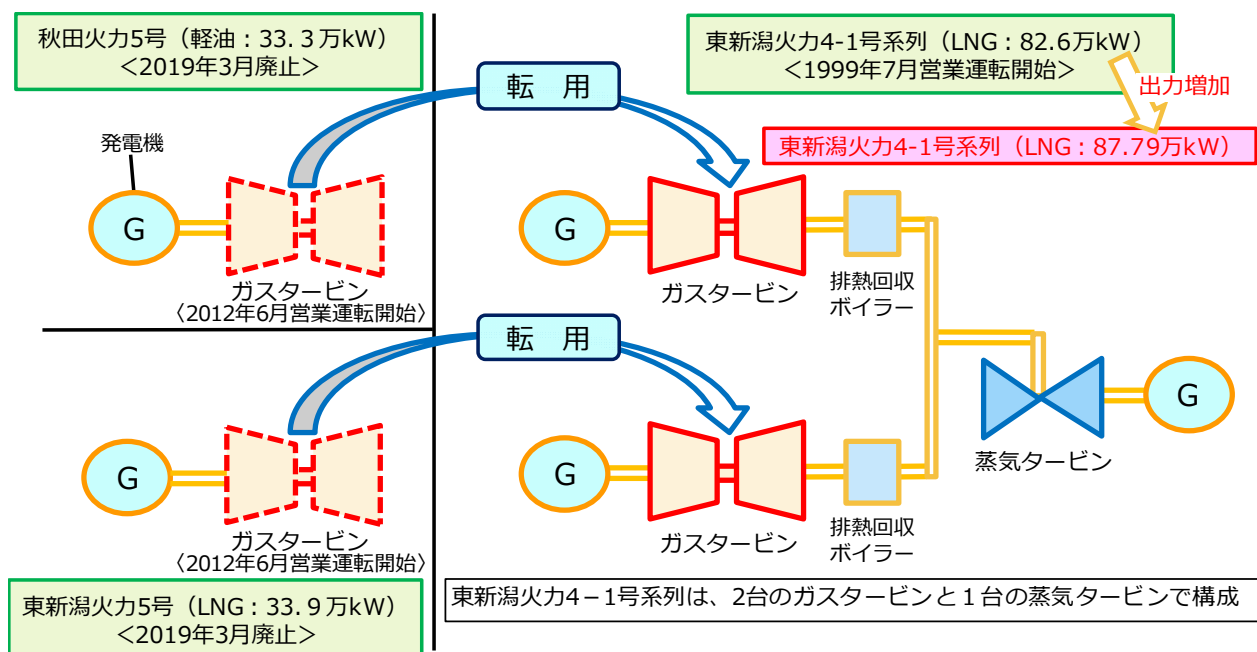 秋田火力5号（軽油：33.3万kW）
＜2019年3月廃止＞
転　用
東新潟火力4-1号系列（LNG：82.6万kW）
＜1999年7月営業運転開始＞
出力増加
東新潟火力4-1号系列（LNG：87.79万kW）
発電機
G
ガスタービン
〈2012年6月営業運転開始〉
G
ガスタービン
排熱回収
ボイラー
転　用
G
ガスタービン
〈2012年6月営業運転開始〉
G
ガスタービン
排熱回収
ボイラー
蒸気タービン
G
東新潟火力5号（LNG：33.9万kW）
＜2019年3月廃止＞
東新潟火力4－1号系列は、2台のガスタービンと１台の蒸気タービンで構成